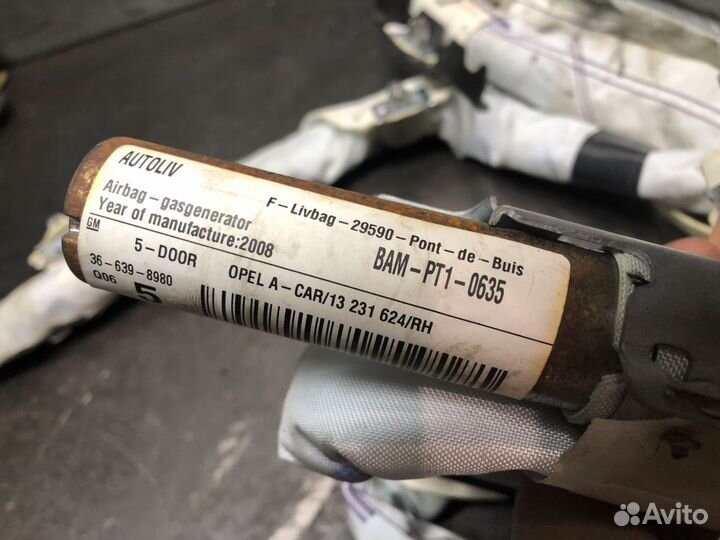 AUTOLIV
F-Livbag-29590-Pont-de-Buis
Airbag-gasgenerator
Year of manufacture:2008
BAM-PT1-0635
GM
5-DOOR
36-639-8980
OPEL A-CAR/13 231 624/RH
Q06
5
Avito